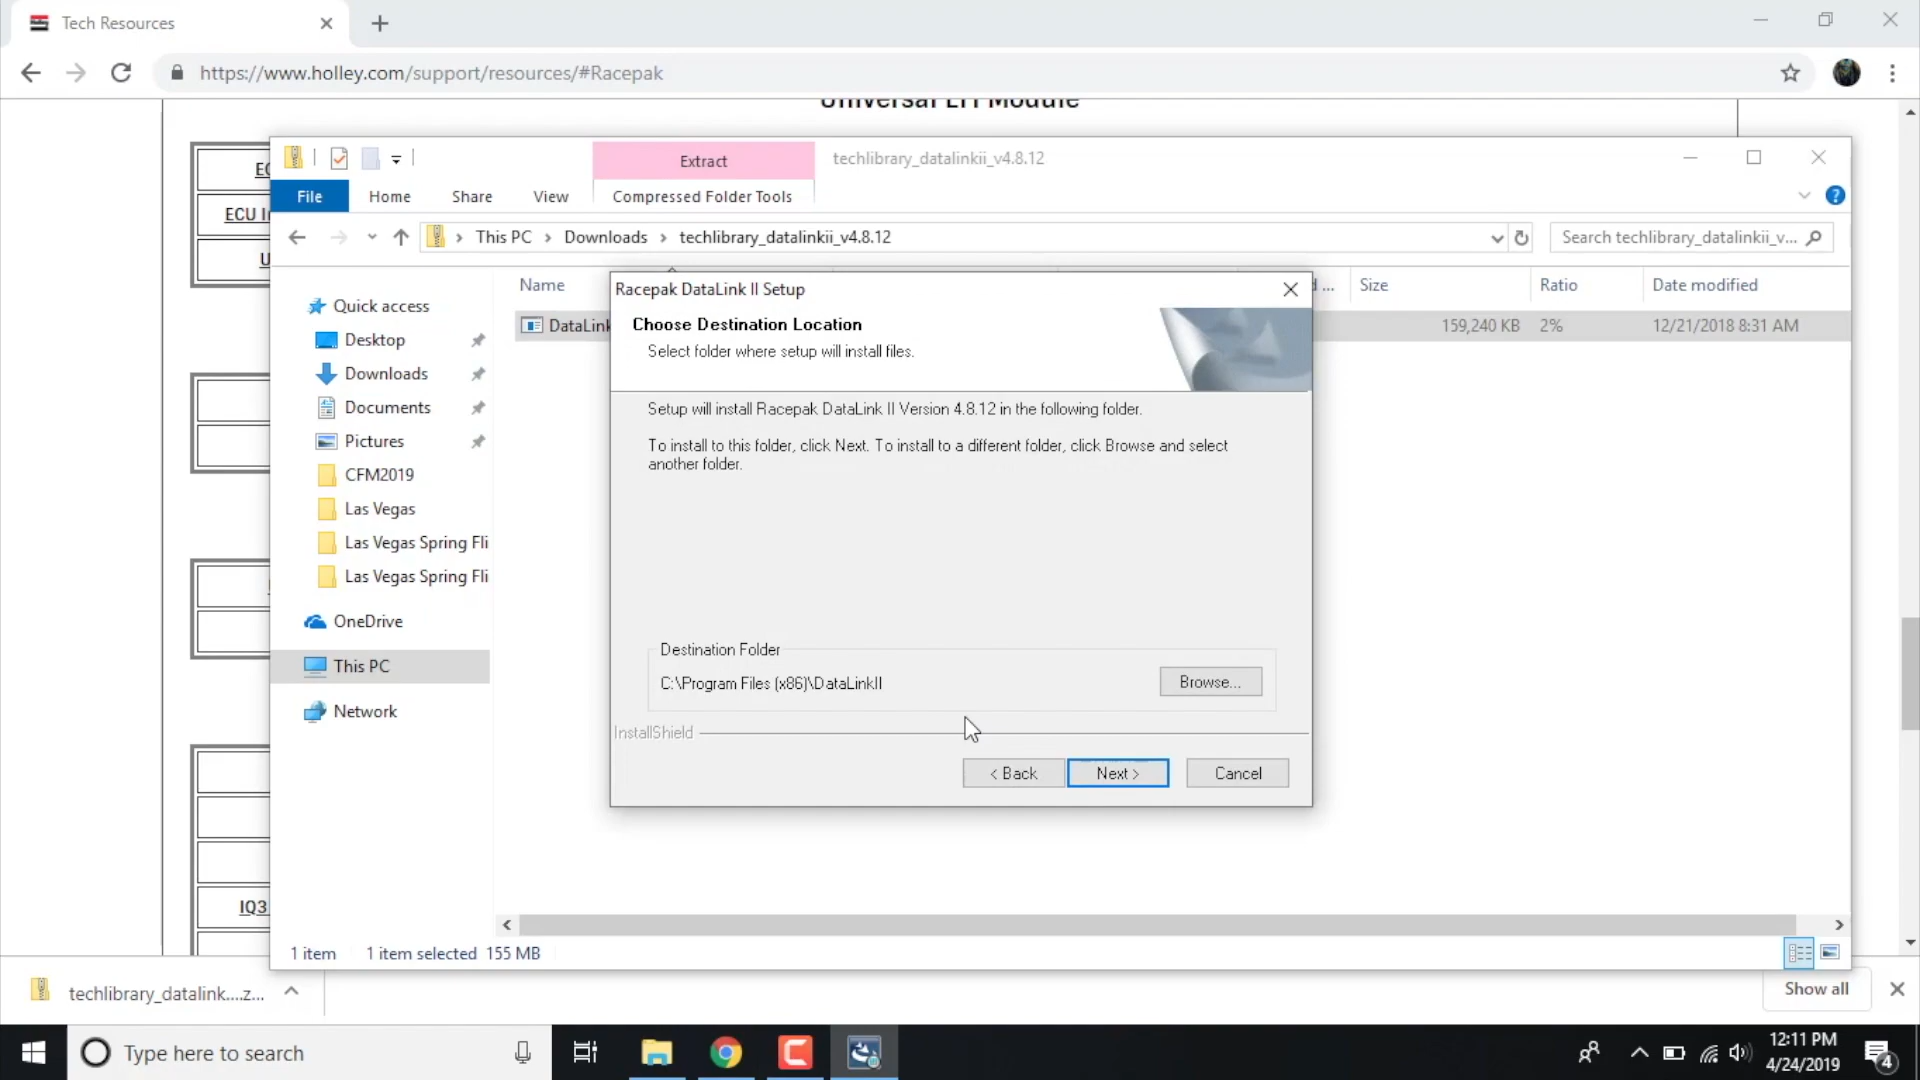 Tech Resources
https://www.holley.com/support/resources/#Racepak
Universal EFI Module
Extract
techlibrary_datalinkii_v4.8.12
File
Home
Share
View
Compressed Folder Tools
This PC
Downloads
techlibrary_datalinkii_v4.8.12
Search techlibrary_datalinkii_v...
ECU I
U
IQ3
Quick access
Desktop
Downloads
Documents
Pictures
CFM2019
Las Vegas
Las Vegas Spring Fli
Las Vegas Spring Fli
OneDrive
This PC
Network
Name
Size
Ratio
Date modified
DataLink
159,240 KB
2%
12/21/2018 8:31 AM
Racepak DataLink II Setup
Choose Destination Location
Select folder where setup will install files.
Setup will install Racepak DataLink II Version 4.8.12 in the following folder.
To install to this folder, click Next. To install to a different folder, click Browse and select
another folder.
Destination Folder
C:\Program Files (x86)\DataLinkII
Browse...
InstallShield
< Back
Next >
Cancel
1 item
1 item selected 155 MB
techlibrary_datalink....z...
Show all
Type here to search
12:11 PM
4/24/2019
4